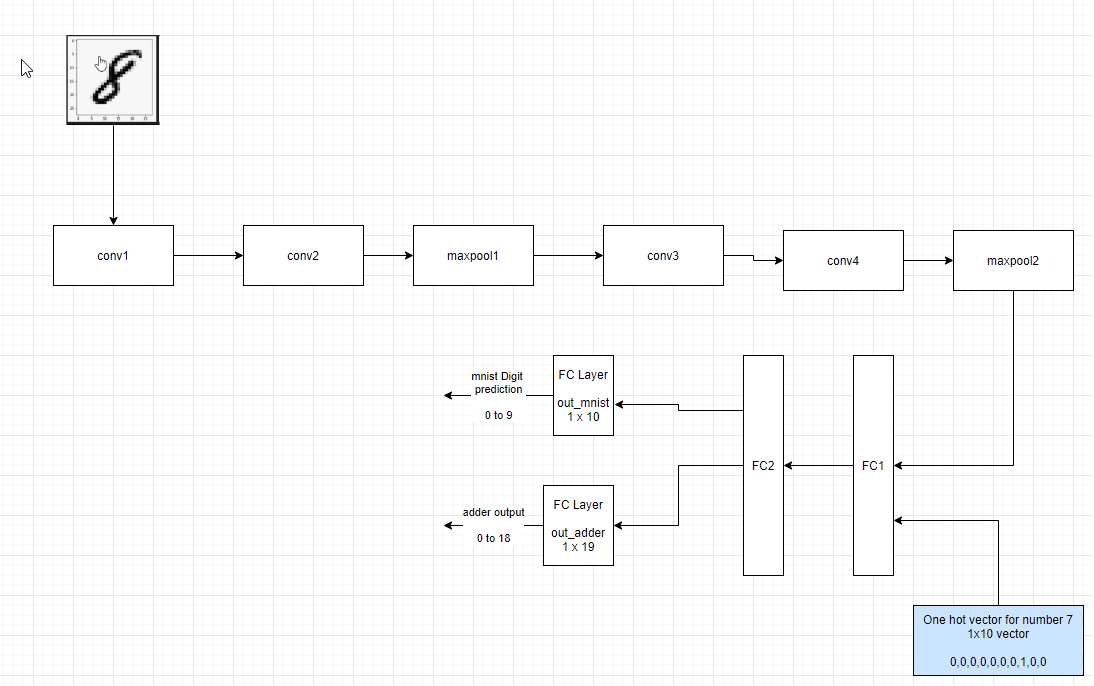 conv1
conv2
maxpool1
conv3
conv4
maxpool2
mnist Digit
prediction
0 to 9
FC Layer
out_mnist
1 x 10
FC2
FC1
adder output
0 to 18
FC Layer
out_adder
1 x 19
One hot vector for number 7
1x10 vector
0,0,0,0,0,0,0,1,0,0